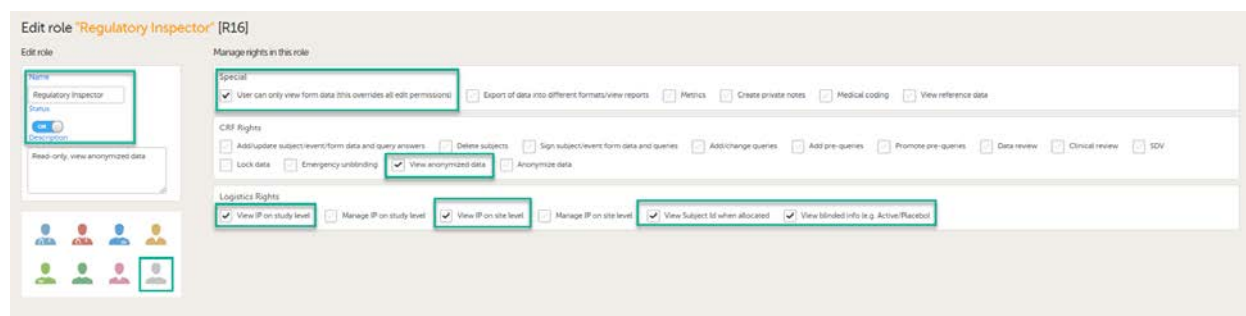 Edit role "Regulatory Inspector" [R16]
Edit role
Manage rights in this role
Name
Regulatory Inspector
Status
On
Description
Read-only, view anonymized data
Special
User can only view form data (this overrides all edit permissions) Export of data into different formats/view reports Metrics Create private notes Medical coding View reference data
CRF Rights
Add/update subject/event/form data and query answers Delete subjects Sign subject/event form data and queries Add/change queries Add pre-queries Promote pre-queries Data review Clinical review SDV
Lock data Emergency unblinding View anonymized data Anonymize data
Logistics Rights
View IP on study level Manage IP on study level View IP on site level Manage IP on site level View Subject Id when allocated View blinded info (e.g. Active/Placebo)